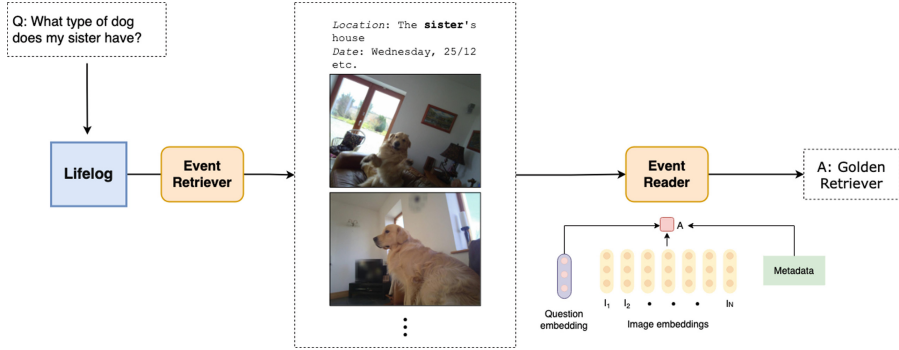 Q: What type of dog
does my sister have?
Lifelog
Event
Retriever
Location: The sister's
house
Date: Wednesday, 25/12
etc.
Event
Reader
A: Golden
Retriever
A
Metadata
I1 I2 IN
Question
embedding
Image embeddings